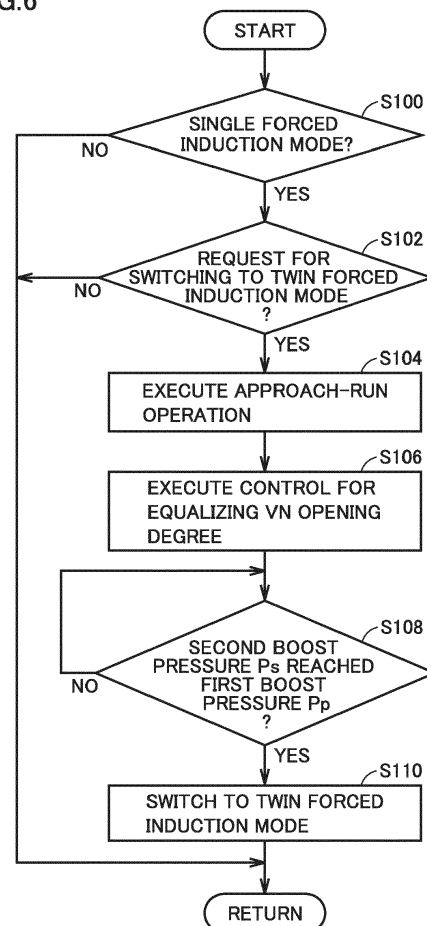 G.6
START
S100
SINGLE FORCED
INDUCTION MODE?
NO
YES
S102
REQUEST FOR
SWITCHING TO TWIN FORCED
INDUCTION MODE
?
NO
YES
S104
EXECUTE APPROACH-RUN
OPERATION
S106
EXECUTE CONTROL FOR
EQUALIZING VN OPENING
DEGREE
S108
SECOND BOOST
PRESSURE Ps REACHED
FIRST BOOST
PRESSURE Pp
?
NO
YES
S110
SWITCH TO TWIN FORCED
INDUCTION MODE
RETURN